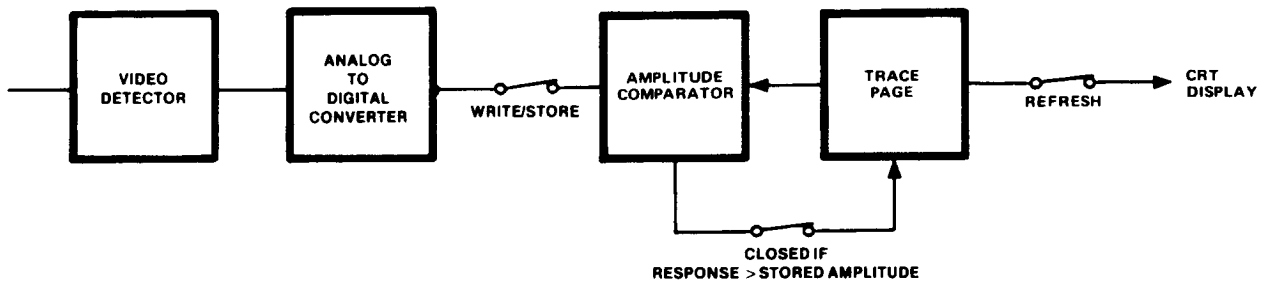 VIDEO
DETECTOR
ANALOG
TO
DIGITAL
CONVERTER
WRITE/STORE
AMPLITUDE
COMPARATOR
TRACE
PAGE
REFRESH
CRT
DISPLAY
CLOSED IF
RESPONSE > STORED AMPLITUDE